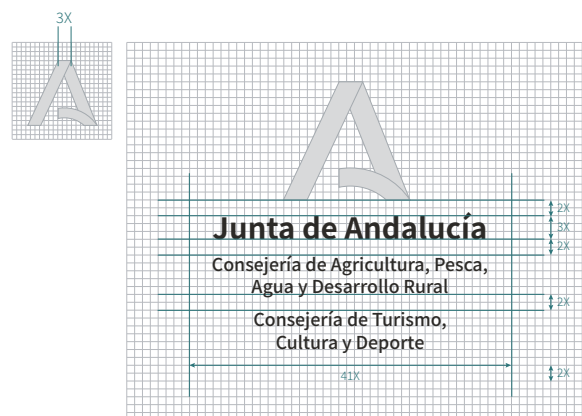 3X
2X
Junta de Andalucía
3X
2X
Consejería de Agricultura, Pesca,
Agua y Desarrollo Rural
2X
Consejería de Turismo,
Cultura y Deporte
41X
2X